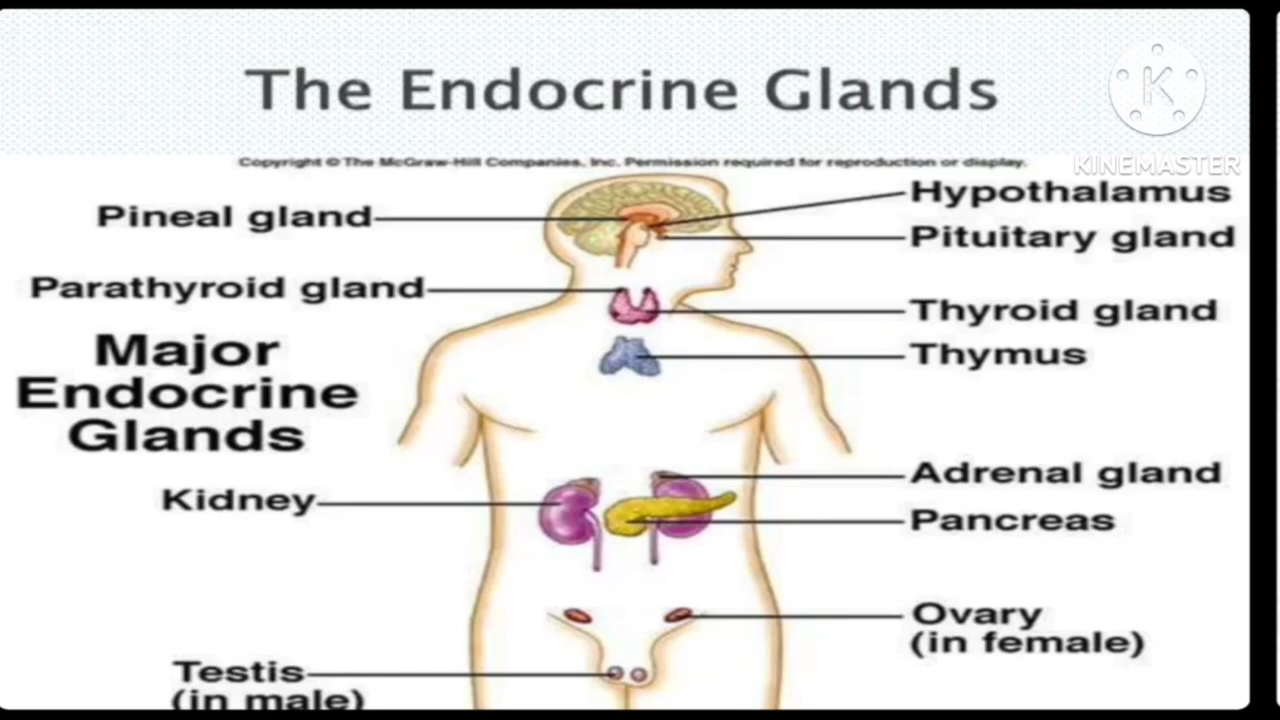 The Endocrine Glands
K
KINEMASTER
Copyright © The McGraw-Hill Companies, Inc. Permission required for reproduction or display.
Hypothalamus
Pineal gland
Pituitary gland
Parathyroid gland
Thyroid gland
Major
Endocrine
Glands
Thymus
Adrenal gland
Kidney
Pancreas
Ovary
(in female)
Testis
(in male)